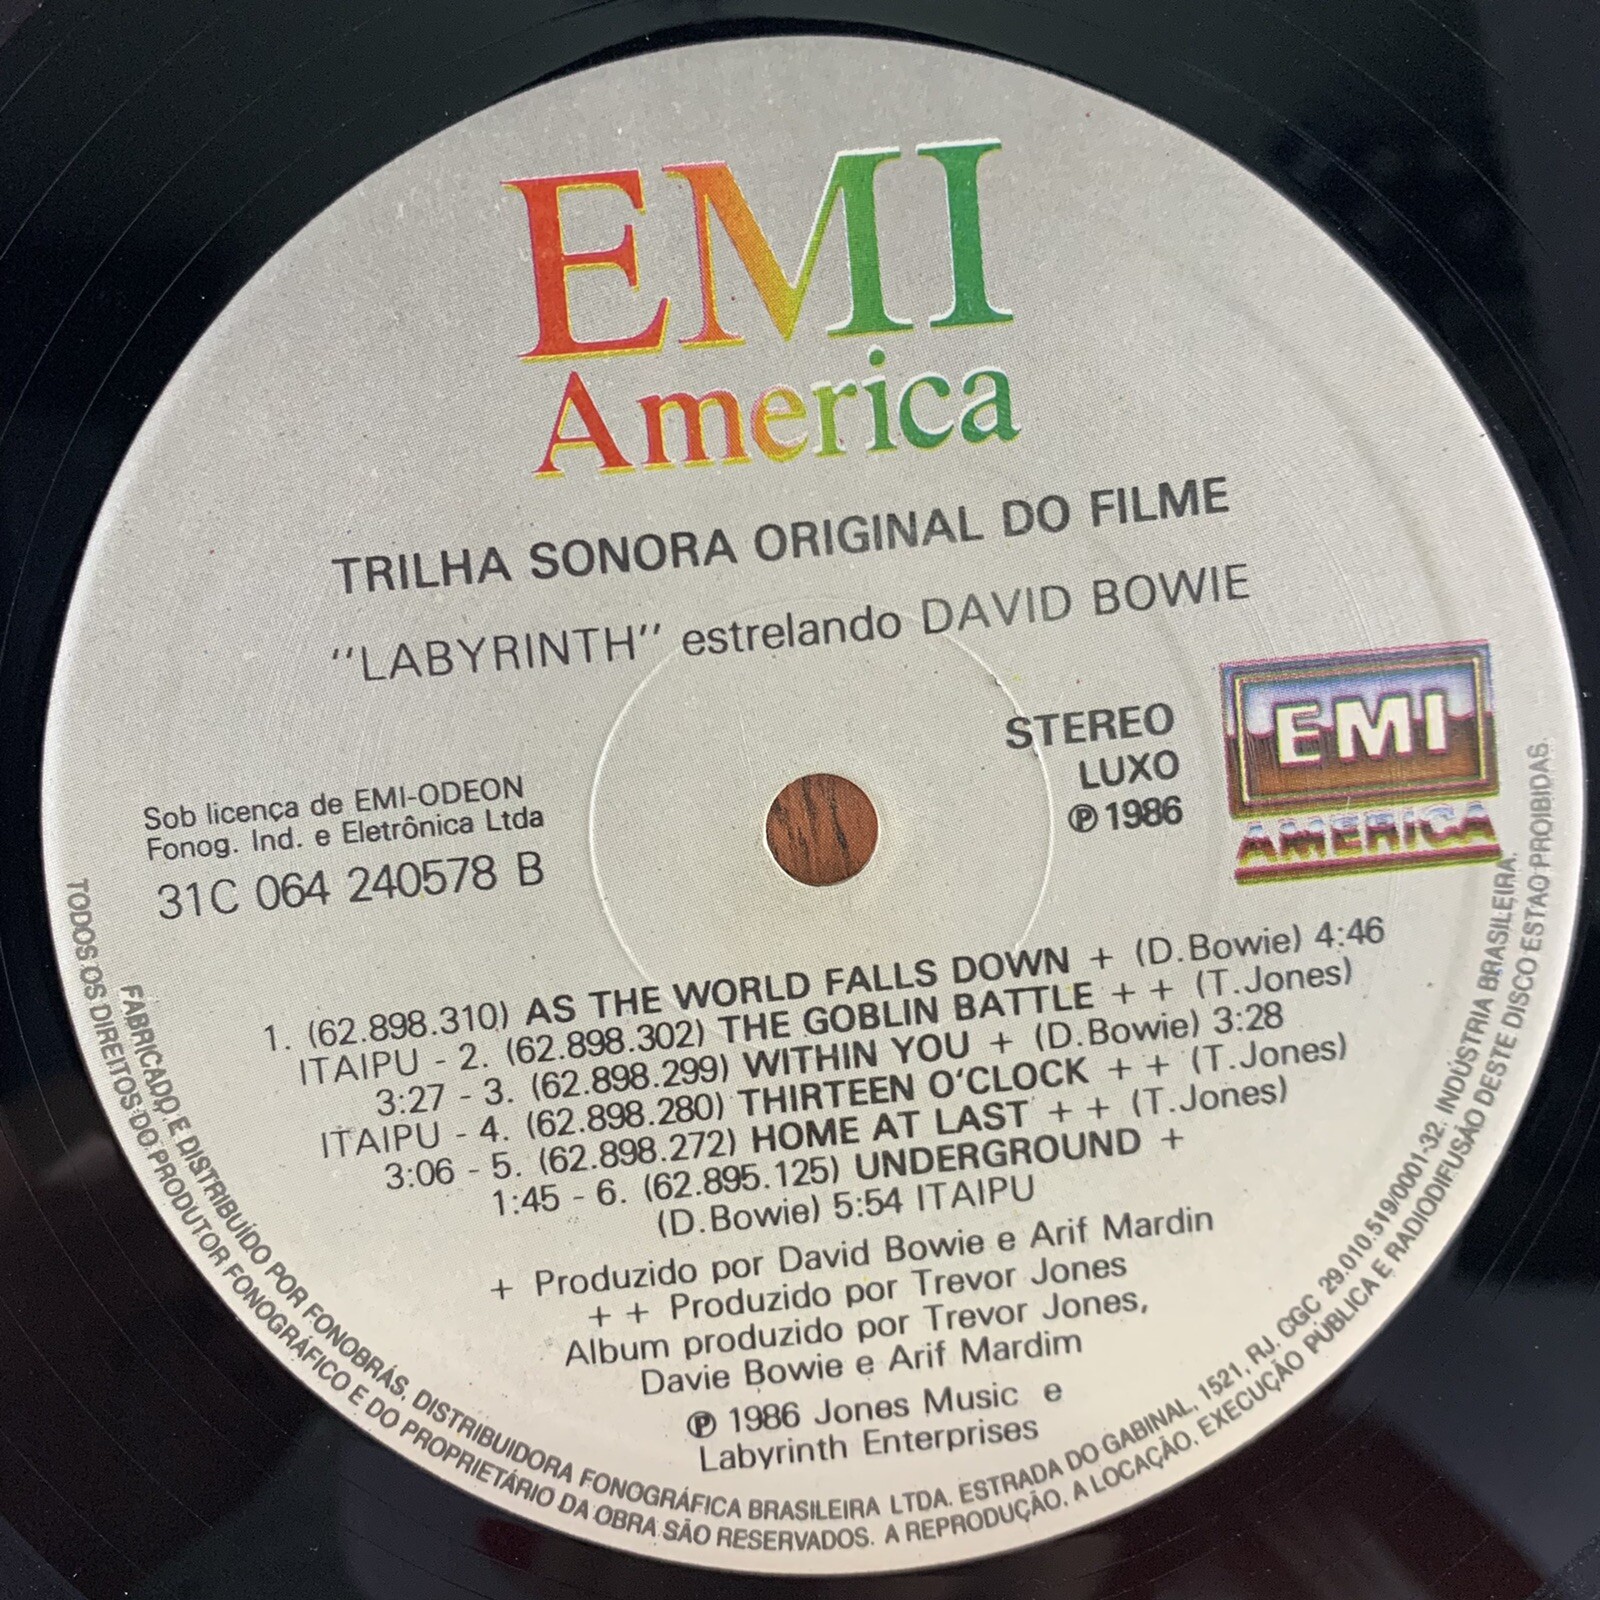 EMI
America
TRILHA SONORA ORIGINAL DO FILME
"LABYRINTH" estrelando DAVID BOWIE
STEREO
LUXO
℗ 1986
EMI
AMERICA
Sob licença de EMI-ODEON
Fonog. Ind. e Eletrônica Ltda
31C 064 240578 B
1. (62.898.310) AS THE WORLD FALLS DOWN + (D.Bowie) 4:46
ITAIPU - 2. (62.898.302) THE GOBLIN BATTLE + + (T.Jones)
3:27 - 3. (62.898.299) WITHIN YOU + (D.Bowie) 3:28
ITAIPU - 4. (62.898.280) THIRTEEN O'CLOCK + + (T.Jones)
3:06 - 5. (62.898.272) HOME AT LAST + + (T.Jones)
1:45 - 6. (62.895.125) UNDERGROUND +
(D.Bowie) 5:54 ITAIPU
+ Produzido por David Bowie e Arif Mardin
+ + Produzido por Trevor Jones
Album produzido por Trevor Jones,
Davie Bowie e Arif Mardim
℗ 1986 Jones Music e
Labyrinth Enterprises
FABRICADO E DISTRIBUÍDO POR FONOBRÁS, DISTRIBUIDORA FONOGRÁFICA BRASILEIRA LTDA. ESTRADA DO GABINAL, 1521, RJ. CGC 29.010.519/0001-32. INDÚSTRIA BRASILEIRA.
TODOS OS DIREITOS DO PRODUTOR FONOGRÁFICO E DO PROPRIETÁRIO DA OBRA SÃO RESERVADOS. A REPRODUÇÃO, A LOCAÇÃO, EXECUÇÃO PÚBLICA E RADIODIFUSÃO DESTE DISCO ESTÃO PROIBIDAS.